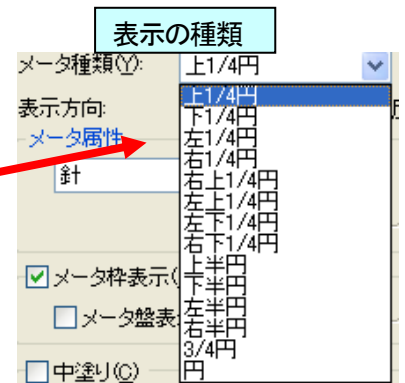 表示の種類
メータ種類(Y): 上1/4円
表示方向:
メータ属性
針
上1/4円
下1/4円
左1/4円
右1/4円
右上1/4円
左上1/4円
左下1/4円
右下1/4円
上半円
下半円
左半円
右半円
3/4円
円
メータ枠表示(
メータ盤表
中塗り(C)